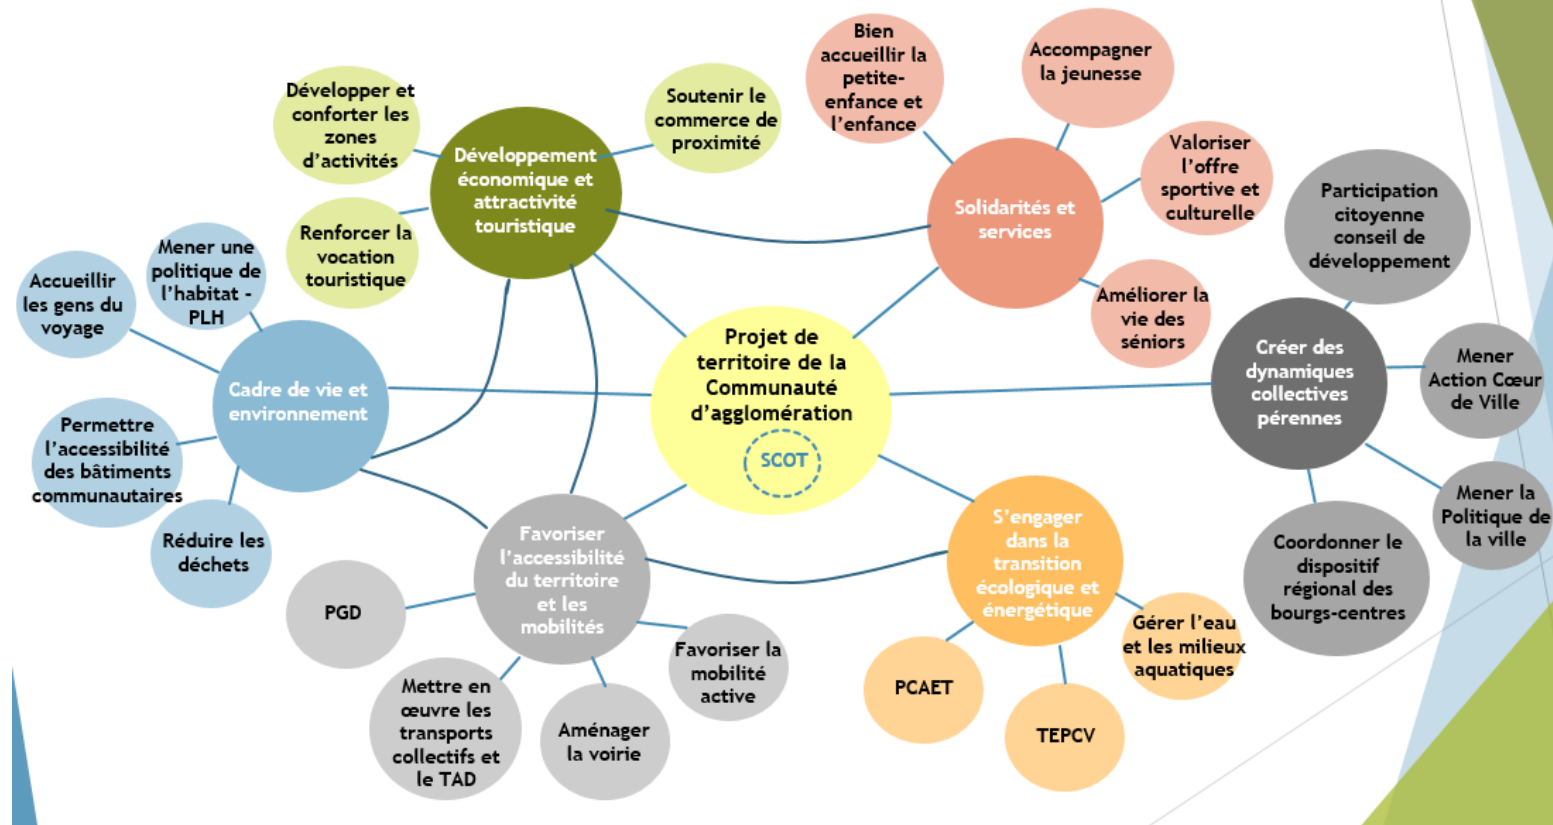 Développer et
conforter les
zones
d'activités
Soutenir le
commerce de
proximité
Développement
économique et
attractivité
touristique
Renforcer la
vocation
touristique
Bien
accueillir la
petite-
enfance et
l'enfance
Accompagner
la jeunesse
Valoriser
l'offre
sportive et
culturelle
Solidarités et
services
Améliorer la
vie des
séniors
Participation
citoyenne
conseil de
développement
Créer des
dynamiques
collectives
pérennes
Mener
Action Cœur
de Ville
Mener la
Politique de
la ville
Coordonner le
dispositif
régional des
bourgs-centres
Mener une
politique de
l'habitat -
PLH
Accueillir
les gens du
voyage
Cadre de vie et
environnement
Permettre
l'accessibilité
des bâtiments
communautaires
Réduire les
déchets
Projet de
territoire de la
Communauté
d'agglomération
SCOT
Favoriser
l'accessibilité
du territoire
et les
mobilités
PGD
Mettre en
œuvre les
transports
collectifs et
le TAD
Aménager
la voirie
Favoriser la
mobilité
active
S'engager
dans la
transition
écologique et
énergétique
PCAET
TEPCV
Gérer l'eau
et les milieux
aquatiques